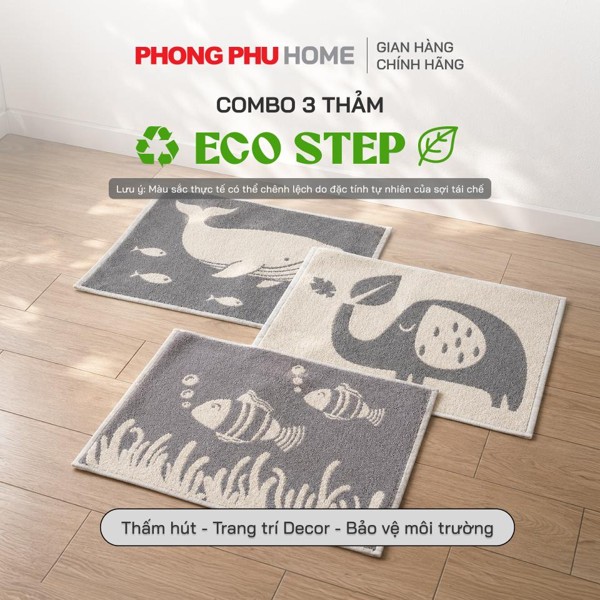 PHONG PHU HOME
GIAN HÀNG
CHÍNH HÃNG
COMBO 3 THẢM
ECO STEP
Lưu ý: Màu sắc thực tế có thể chênh lệch do đặc tính tự nhiên của sợi tái chế
Thấm hút - Trang trí Decor - Bảo vệ môi trường